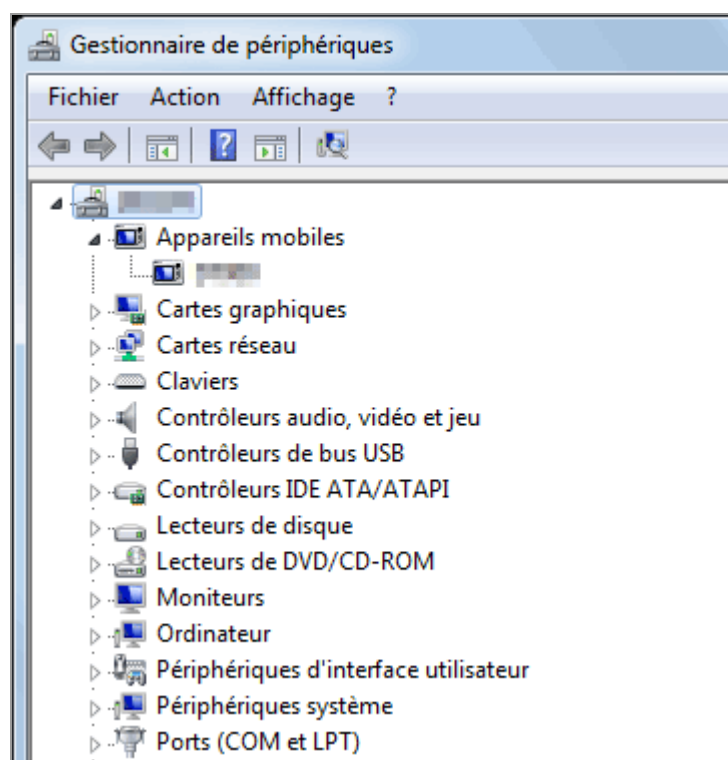 Gestionnaire de périphériques
Fichier Action Affichage ?
Appareils mobiles
Cartes graphiques
Cartes réseau
Claviers
Contrôleurs audio, vidéo et jeu
Contrôleurs de bus USB
Contrôleurs IDE ATA/ATAPI
Lecteurs de disque
Lecteurs de DVD/CD-ROM
Moniteurs
Ordinateur
Périphériques d'interface utilisateur
Périphériques système
Ports (COM et LPT)